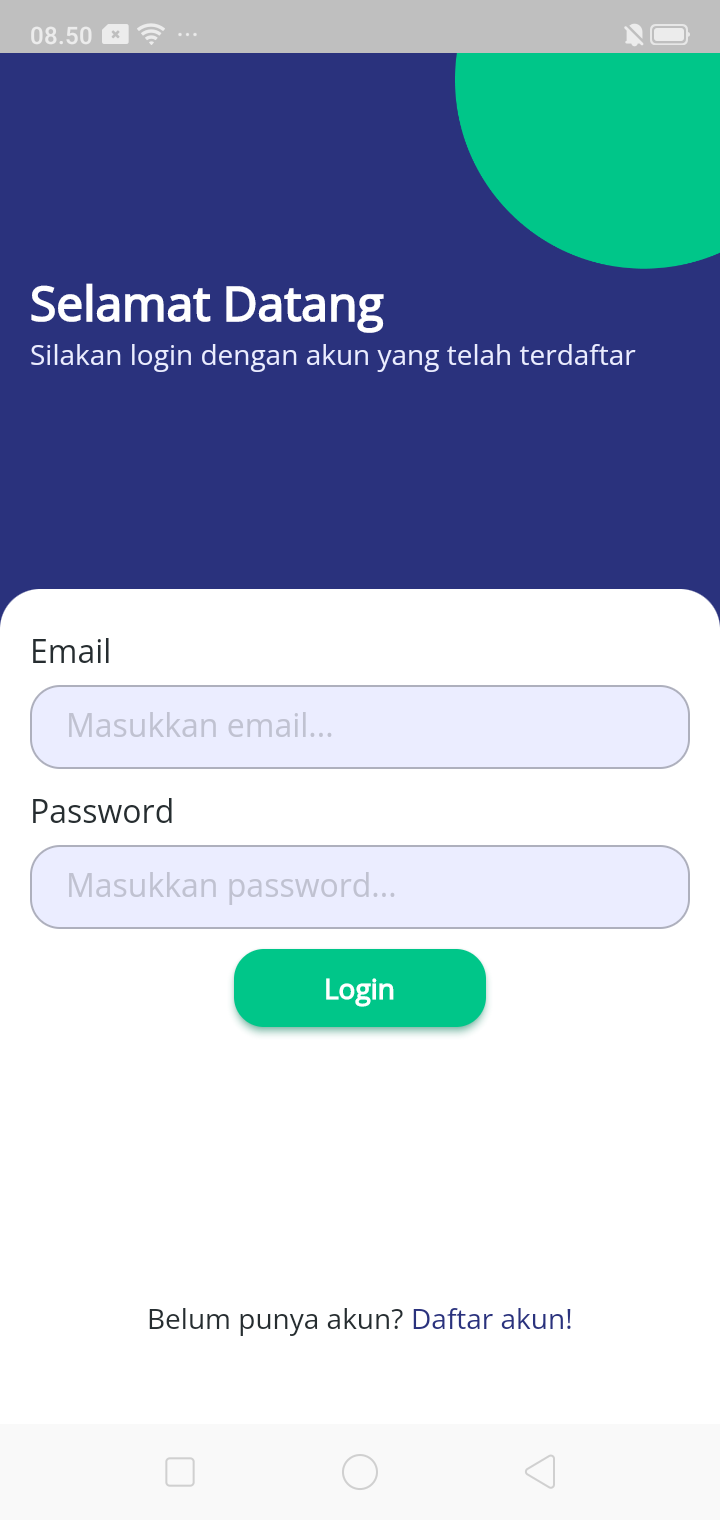 08.50
Selamat Datang
Silakan login dengan akun yang telah terdaftar
Email
Masukkan email...
Password
Masukkan password...
Login
Belum punya akun? Daftar akun!